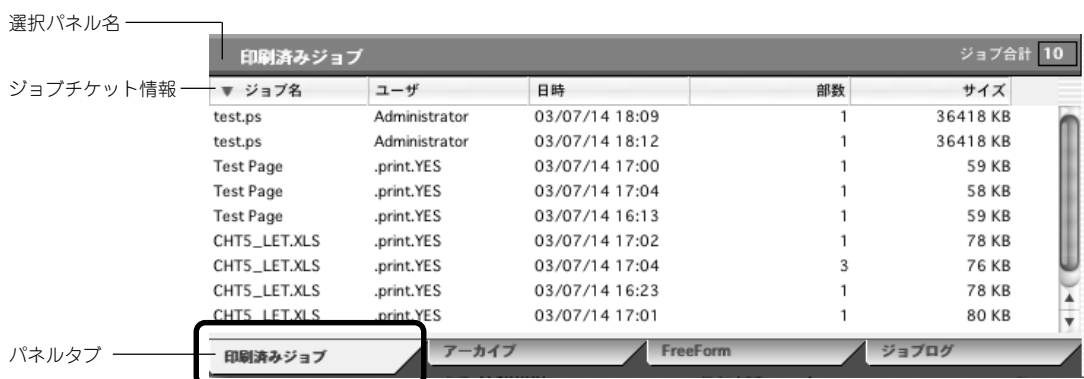 選択パネル名
印刷済みジョブ ジョブ合計 10
ジョブチケット情報
▼ ジョブ名 ユーザ 日時 部数 サイズ
test.ps Administrator 03/07/14 18:09 1 36418 KB
test.ps Administrator 03/07/14 18:12 1 36418 KB
Test Page .print.YES 03/07/14 17:00 1 59 KB
Test Page .print.YES 03/07/14 17:04 1 58 KB
Test Page .print.YES 03/07/14 16:13 1 59 KB
CHT5_LET.XLS .print.YES 03/07/14 17:02 1 78 KB
CHT5_LET.XLS .print.YES 03/07/14 17:04 3 76 KB
CHT5_LET.XLS .print.YES 03/07/14 16:23 1 78 KB
CHT5_LET.XLS .print.YES 03/07/14 17:01 1 80 KB
パネルタブ
印刷済みジョブ アーカイブ FreeForm ジョブログ